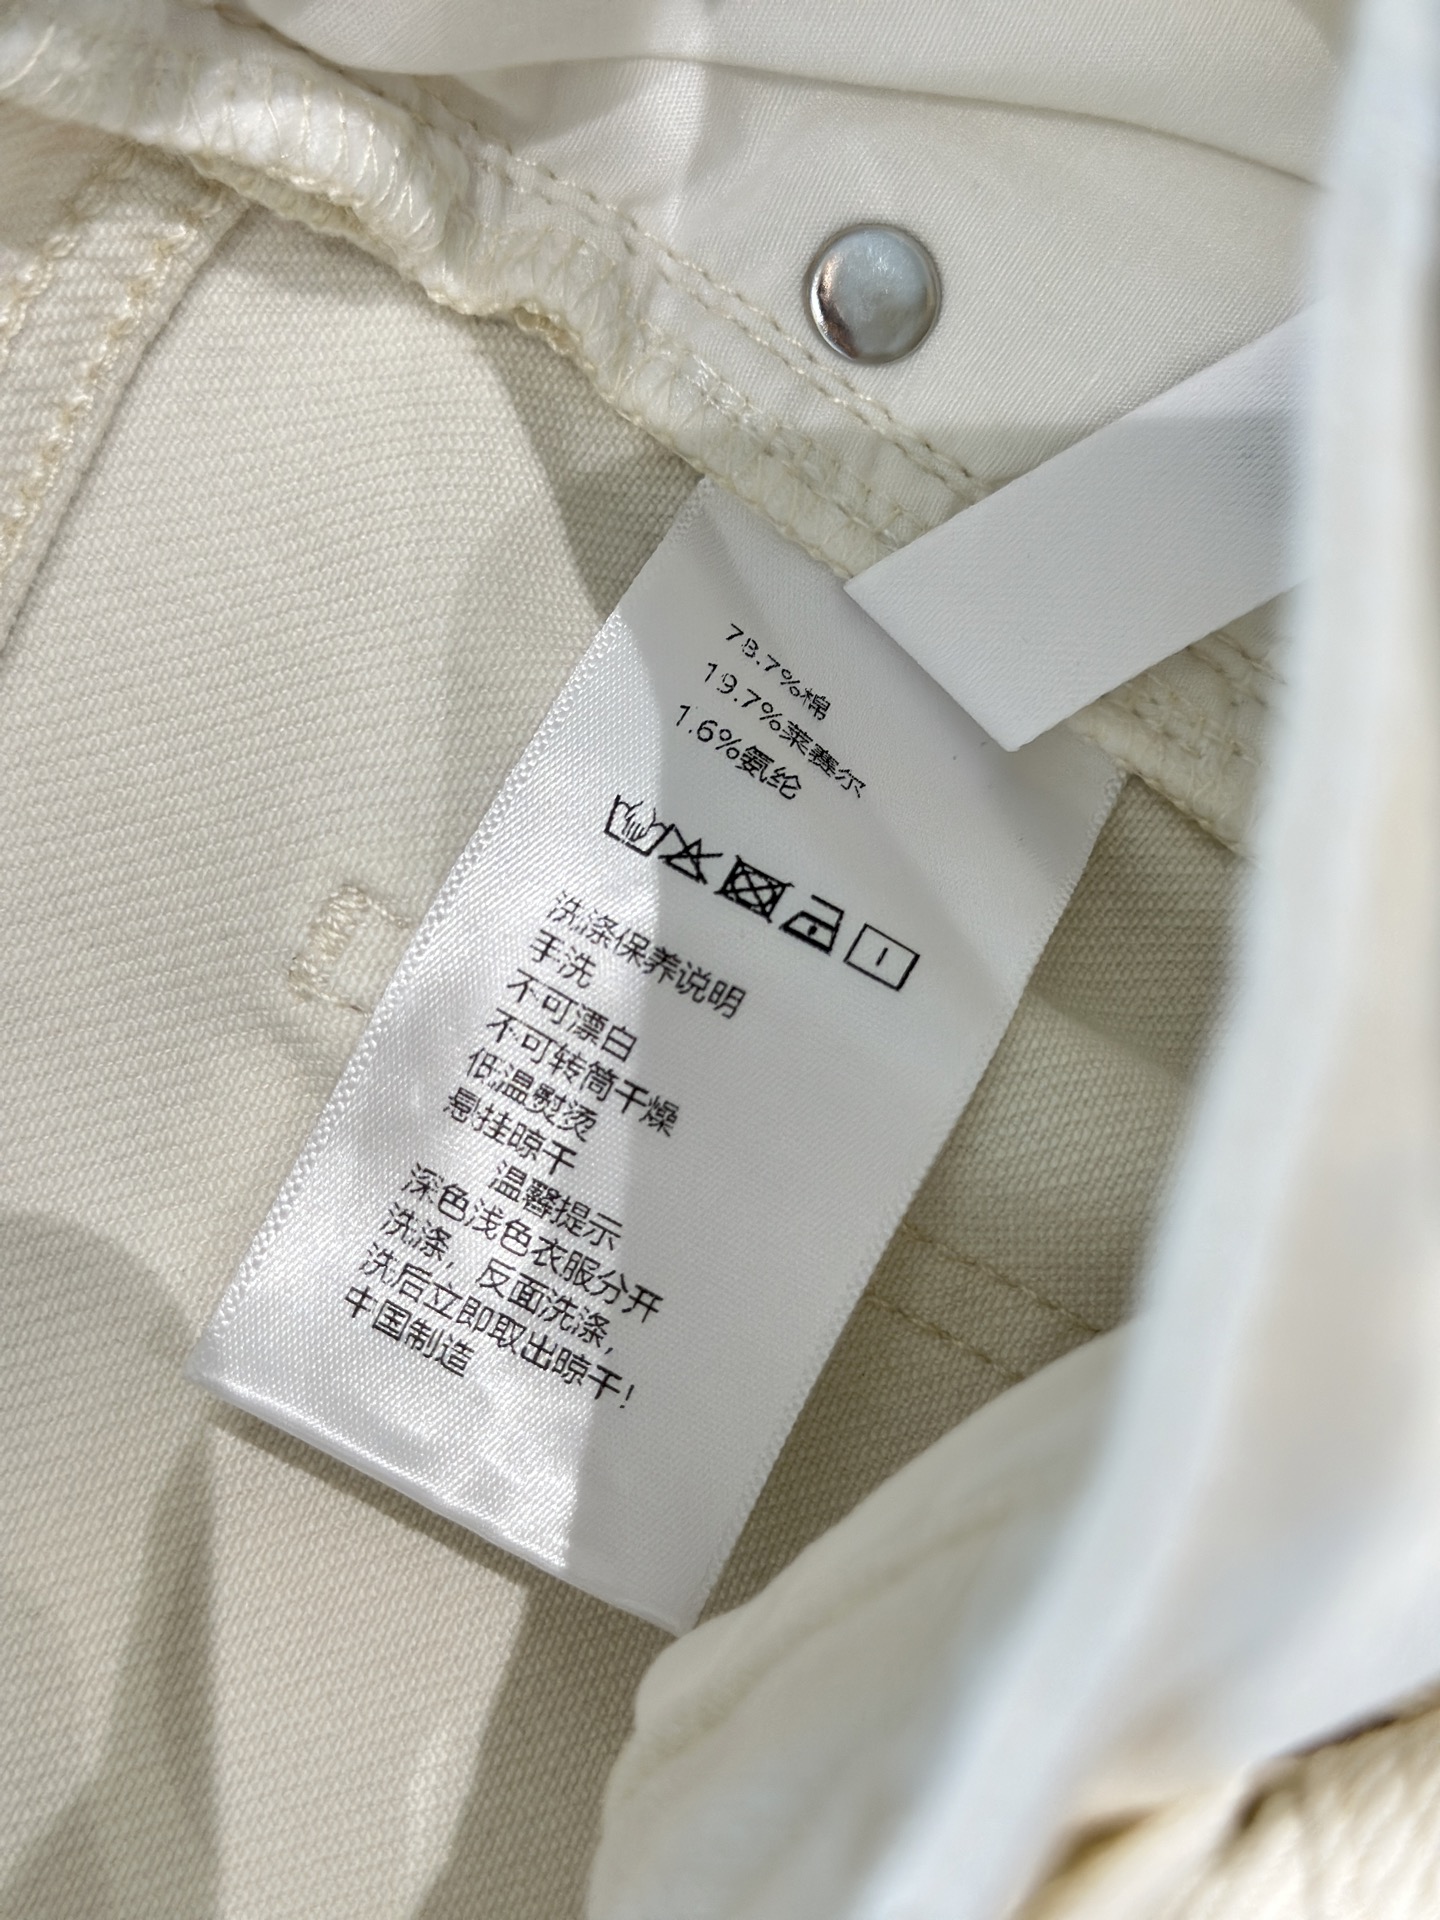 78.7%棉
19.7%莱赛尔
1.6%氨纶
洗涤保养说明
手洗
不可漂白
不可转筒干燥
低温熨烫
悬挂晾干
温馨提示
深色浅色衣服分开
洗涤，反面洗涤，
洗后立即取出晾干！
中国制造